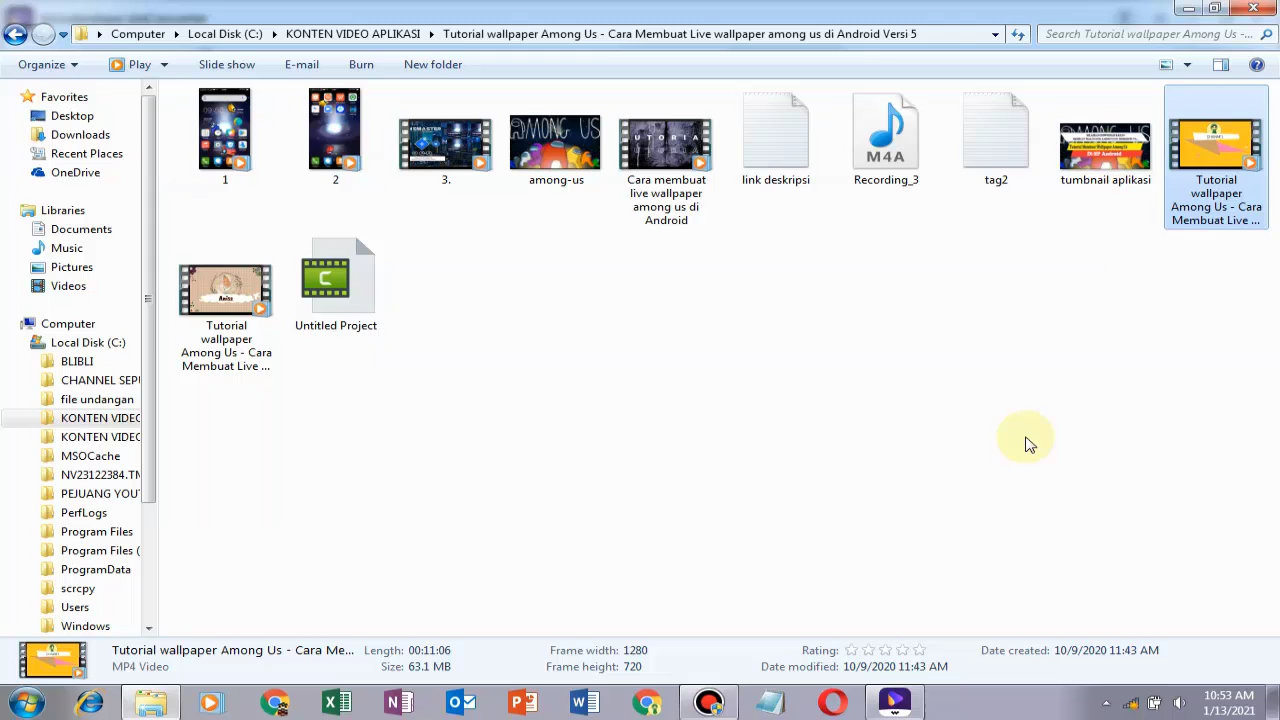 Computer
Local Disk (C:)
KONTEN VIDEO APLIKASI
Tutorial wallpaper Among Us - Cara Membuat Live wallpaper among us di Android Versi 5
Search Tutorial wallpaper Among Us -...
Organize
Play
Slide show
E-mail
Burn
New folder
Favorites
Desktop
Downloads
Recent Places
OneDrive
Libraries
Documents
Music
Pictures
Videos
Computer
Local Disk (C:)
BLIBLI
CHANNEL SEPU
file undangan
KONTEN VIDEO
KONTEN VIDEO
MSOCache
NV23122384.TM
PEJUANG YOUT
PerfLogs
Program Files
Program Files (
ProgramData
scrcpy
Users
Windows
1
2
3.
AMONG US
among-us
UTORIA
Cara membuat
live wallpaper
among us di
Android
link deskripsi
M4A
Recording_3
tag2
tumbnail aplikasi
Tutorial
wallpaper
Among Us - Cara
Membuat Live ...
Aniss
Tutorial
wallpaper
Among Us - Cara
Membuat Live ...
C
Untitled Project
Tutorial wallpaper Among Us - Cara Me...
MP4 Video
Length: 00:11:06
Size: 63.1 MB
Frame width: 1280
Frame height: 720
Rating:
Date modified: 10/9/2020 11:43 AM
Date created: 10/9/2020 11:43 AM
10:53 AM
1/13/2021